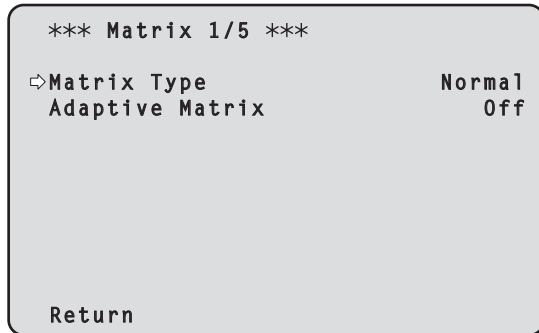 *** Matrix 1/5 ***
⇨Matrix Type Normal
Adaptive Matrix Off
Return